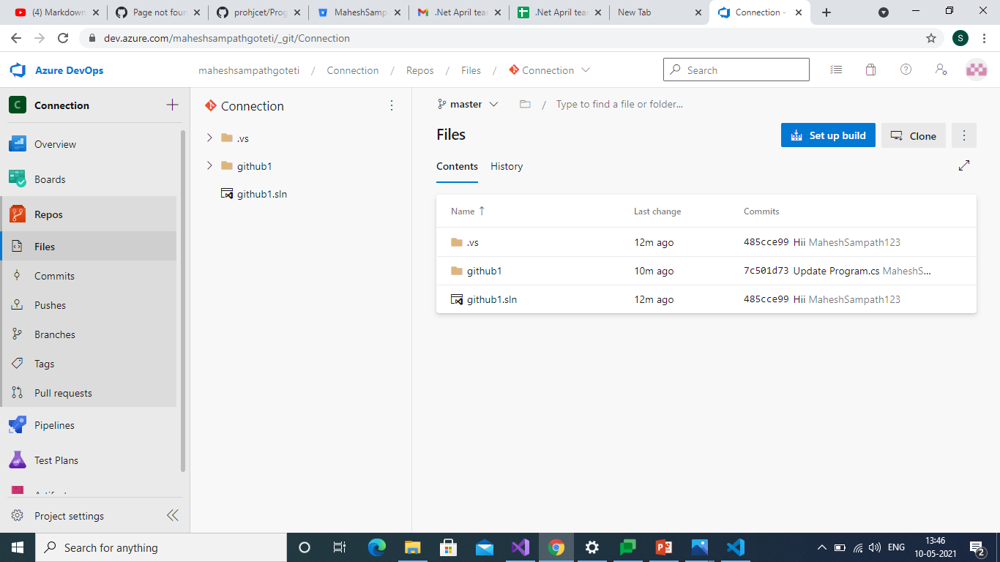 (4) Markdown
Page not foun
prohjcet/Prog
MaheshSamp
.Net April tear
.Net April tear
New Tab
Connection -
dev.azure.com/maheshsampathgoteti/_git/Connection
S
Azure DevOps
maheshsampathgoteti / Connection / Repos / Files / Connection
Search
C Connection
Overview
Boards
Repos
Files
Commits
Pushes
Branches
Tags
Pull requests
Pipelines
Test Plans
Project settings
Connection
.vs
github1
github1.sln
master / Type to find a file or folder...
Files
Set up build
Clone
Contents History
Name ↑ Last change Commits
.vs 12m ago 485cce99 Hii MaheshSampath123
github1 10m ago 7c501d73 Update Program.cs MaheshS...
github1.sln 12m ago 485cce99 Hii MaheshSampath123
Search for anything
ENG
13:46
10-05-2021
2